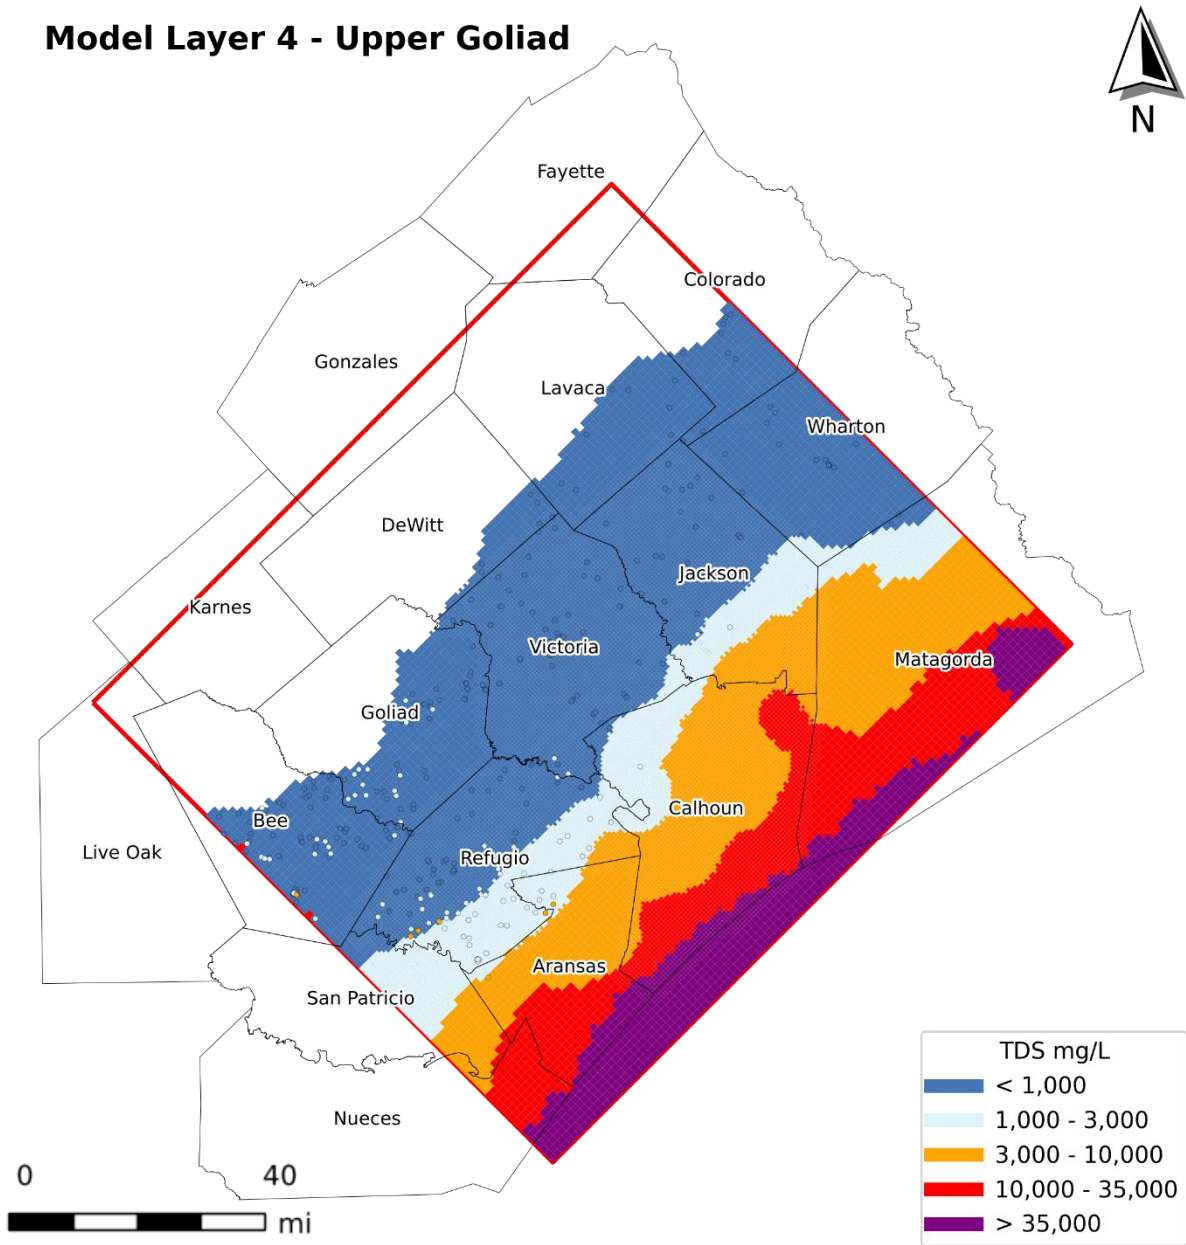 Model Layer 4 - Upper Goliad
N
Fayette
Colorado
Gonzales
Lavaca
Wharton
DeWitt
Jackson
Karnes
Victoria
Matagorda
Goliad
Calhoun
Bee
Live Oak
Refugio
Aransas
San Patricio
Nueces
0 40
mi
TDS mg/L
< 1,000
1,000 - 3,000
3,000 - 10,000
10,000 - 35,000
> 35,000